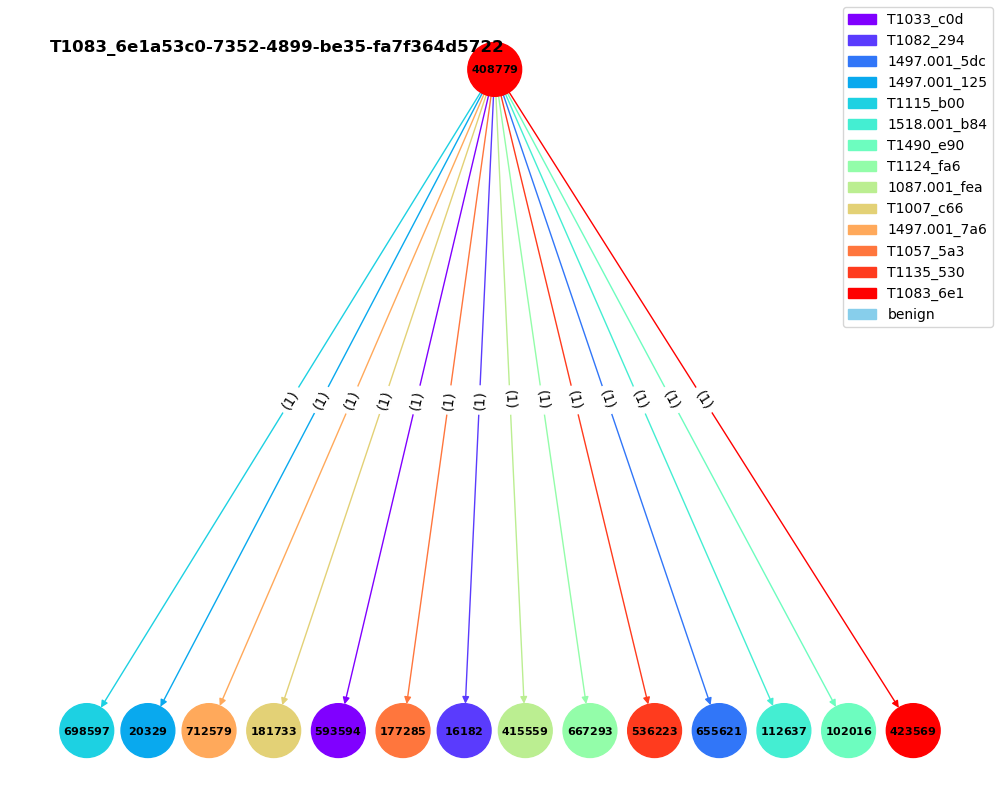 T1083_6e1a53c0-7352-4899-be35-fa7f364d5722
408779
T1033_c0d
T1082_294
1497.001_5dc
1497.001_125
T1115_b00
1518.001_b84
T1490_e90
T1124_fa6
1087.001_fea
T1007_c66
1497.001_7a6
T1057_5a3
T1135_530
T1083_6e1
benign
(1) (1) (1) (1) (1) (1) (1) (1) (1) (1) (1) (1) (1) (1)
698597 20329 712579 181733 593594 177285 16182 415559 667293 536223 655621 112637 102016 423569